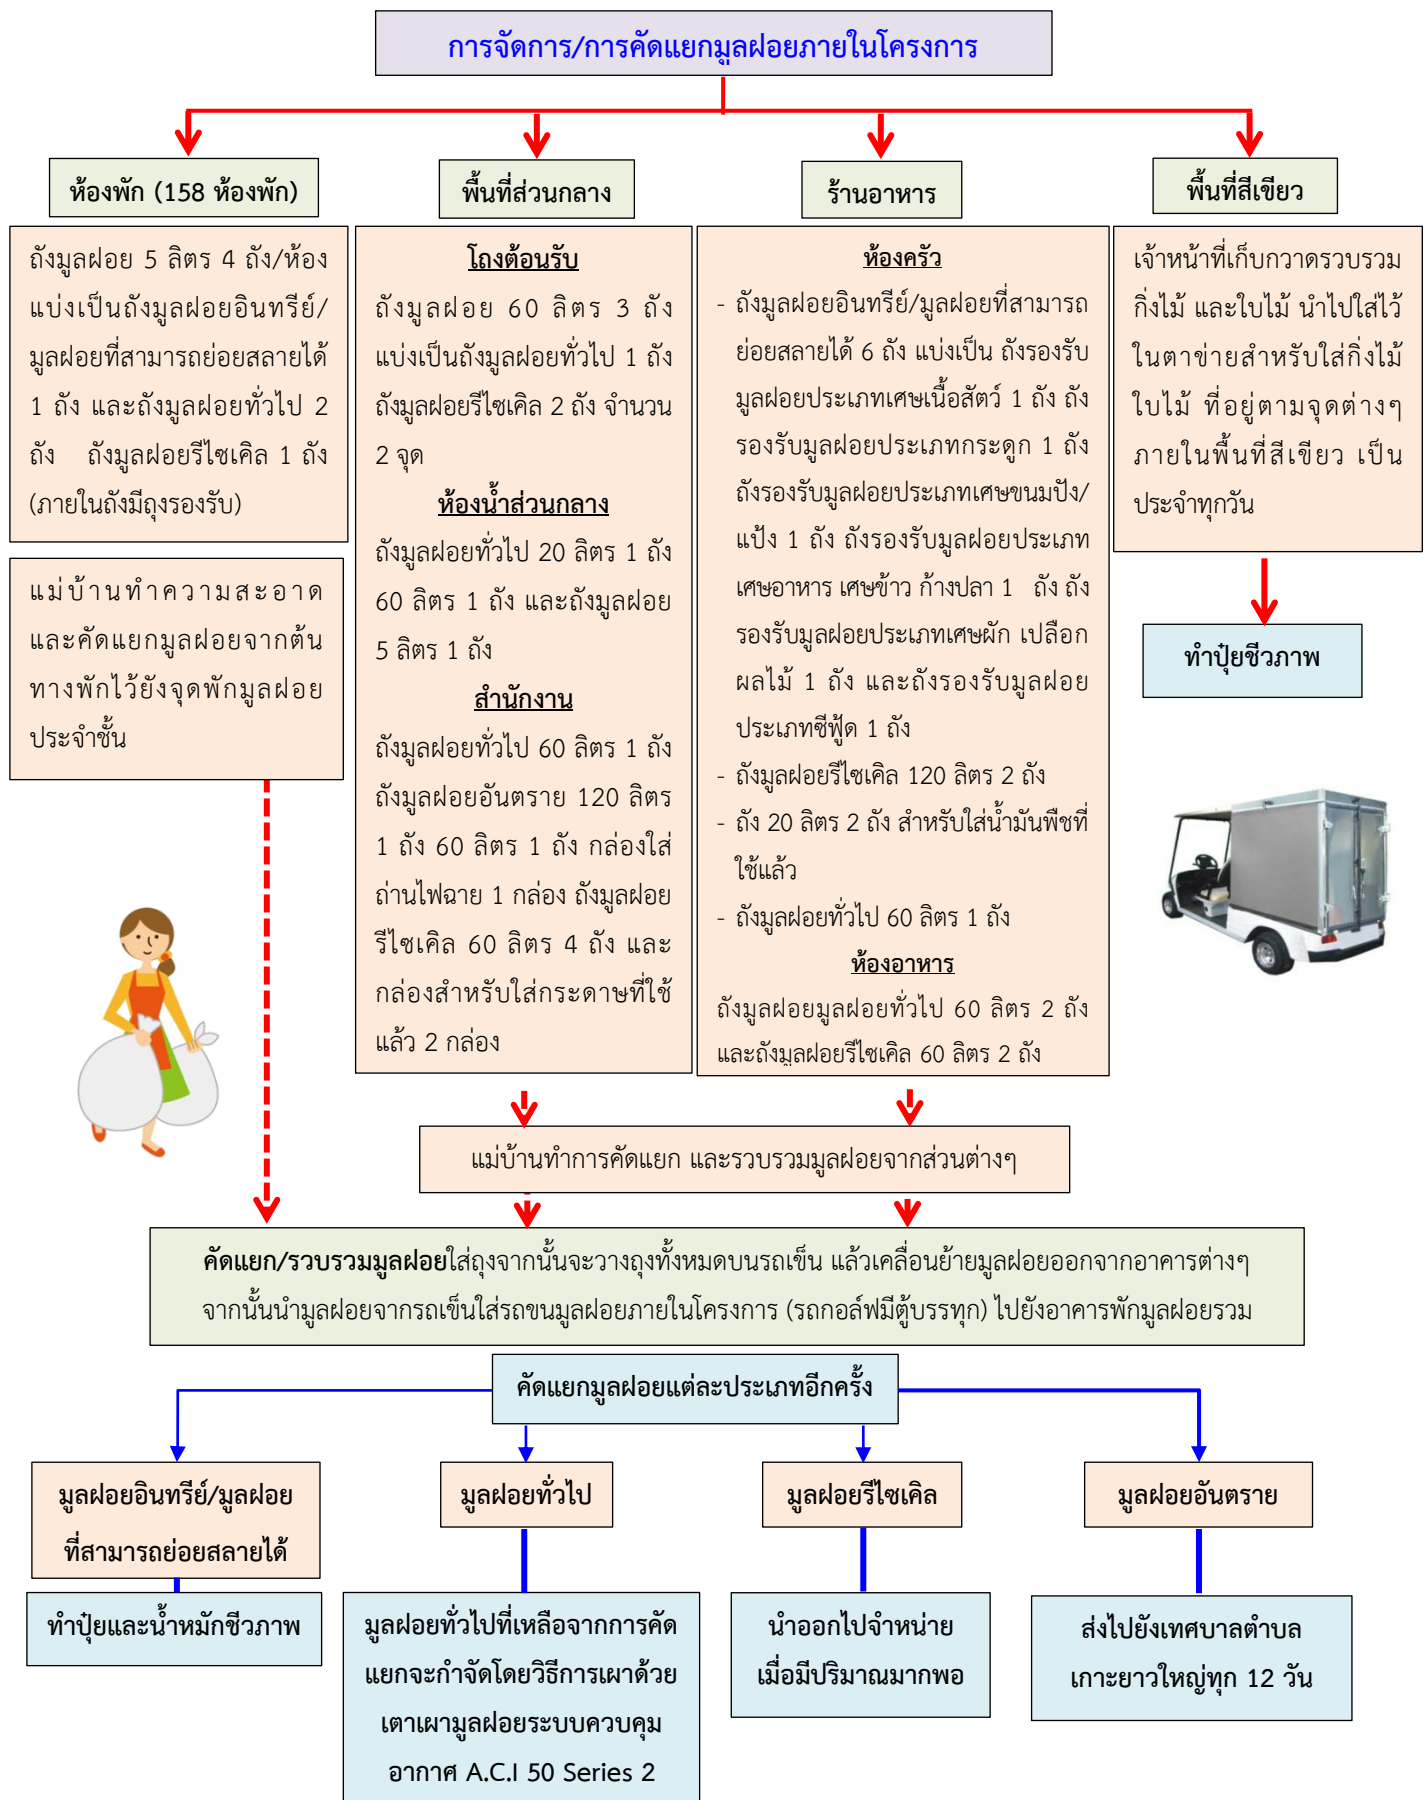 การจัดการ/การคัดแยกมูลฝอยภายในโครงการ
ห้องพัก (158 ห้องพัก)
ถังมูลฝอย 5 ลิตร 4 ถัง/ห้อง
แบ่งเป็นถังมูลฝอยอินทรีย์/
มูลฝอยที่สามารถย่อยสลายได้
1 ถัง และถังมูลฝอยทั่วไป 2
ถัง ถังมูลฝอยรีไซเคิล 1 ถัง
(ภายในถังมีถุงรองรับ)
แม่บ้านทำความสะอาด
และคัดแยกมูลฝอยจากต้น
ทางพักไว้ยังจุดพักมูลฝอย
ประจำชั้น
พื้นที่ส่วนกลาง
โถงต้อนรับ
ถังมูลฝอย 60 ลิตร 3 ถัง
แบ่งเป็นถังมูลฝอยทั่วไป 1 ถัง
ถังมูลฝอยรีไซเคิล 2 ถัง จำนวน
2 จุด
ห้องน้ำส่วนกลาง
ถังมูลฝอยทั่วไป 20 ลิตร 1 ถัง
60 ลิตร 1 ถัง และถังมูลฝอย
5 ลิตร 1 ถัง
สำนักงาน
ถังมูลฝอยทั่วไป 60 ลิตร 1 ถัง
ถังมูลฝอยอันตราย 120 ลิตร
1 ถัง 60 ลิตร 1 ถัง กล่องใส่
ถ่านไฟฉาย 1 กล่อง ถังมูลฝอย
รีไซเคิล 60 ลิตร 4 ถัง และ
กล่องสำหรับใส่กระดาษที่ใช้
แล้ว 2 กล่อง
ร้านอาหาร
ห้องครัว
- ถังมูลฝอยอินทรีย์/มูลฝอยที่สามารถ
ย่อยสลายได้ 6 ถัง แบ่งเป็น ถังรองรับ
มูลฝอยประเภทเศษเนื้อสัตว์ 1 ถัง ถัง
รองรับมูลฝอยประเภทกระดูก 1 ถัง
ถังรองรับมูลฝอยประเภทเศษขนมปัง/
แป้ง 1 ถัง ถังรองรับมูลฝอยประเภท
เศษอาหาร เศษข้าว ก้างปลา 1 ถัง ถัง
รองรับมูลฝอยประเภทเศษผัก เปลือก
ผลไม้ 1 ถัง และถังรองรับมูลฝอย
ประเภทซีฟู้ด 1 ถัง
- ถังมูลฝอยรีไซเคิล 120 ลิตร 2 ถัง
- ถัง 20 ลิตร 2 ถัง สำหรับใส่น้ำมันพืชที่
ใช้แล้ว
- ถังมูลฝอยทั่วไป 60 ลิตร 1 ถัง
ห้องอาหาร
ถังมูลฝอยมูลฝอยทั่วไป 60 ลิตร 2 ถัง
และถังมูลฝอยรีไซเคิล 60 ลิตร 2 ถัง
พื้นที่สีเขียว
เจ้าหน้าที่เก็บกวาดรวบรวม
กิ่งไม้ และใบไม้ นำไปใส่ไว้
ในตาข่ายสำหรับใส่กิ่งไม้
ใบไม้ ที่อยู่ตามจุดต่างๆ
ภายในพื้นที่สีเขียว เป็น
ประจำทุกวัน
ทำปุ๋ยชีวภาพ
แม่บ้านทำการคัดแยก และรวบรวมมูลฝอยจากส่วนต่างๆ
คัดแยก/รวบรวมมูลฝอยใส่ถุงจากนั้นจะวางถุงทั้งหมดบนรถเข็น แล้วเคลื่อนย้ายมูลฝอยออกจากอาคารต่างๆ
จากนั้นนำมูลฝอยจากรถเข็นใส่รถขนมูลฝอยภายในโครงการ (รถกอล์ฟมีตู้บรรทุก) ไปยังอาคารพักมูลฝอยรวม
คัดแยกมูลฝอยแต่ละประเภทอีกครั้ง
มูลฝอยอินทรีย์/มูลฝอย
ที่สามารถย่อยสลายได้
ทำปุ๋ยและน้ำหมักชีวภาพ
มูลฝอยทั่วไป
มูลฝอยทั่วไปที่เหลือจากการคัด
แยกจะกำจัดโดยวิธีการเผาด้วย
เตาเผามูลฝอยระบบควบคุม
อากาศ A.C.I 50 Series 2
มูลฝอยรีไซเคิล
นำออกไปจำหน่าย
เมื่อมีปริมาณมากพอ
มูลฝอยอันตราย
ส่งไปยังเทศบาลตำบล
เกาะยาวใหญ่ทุก 12 วัน